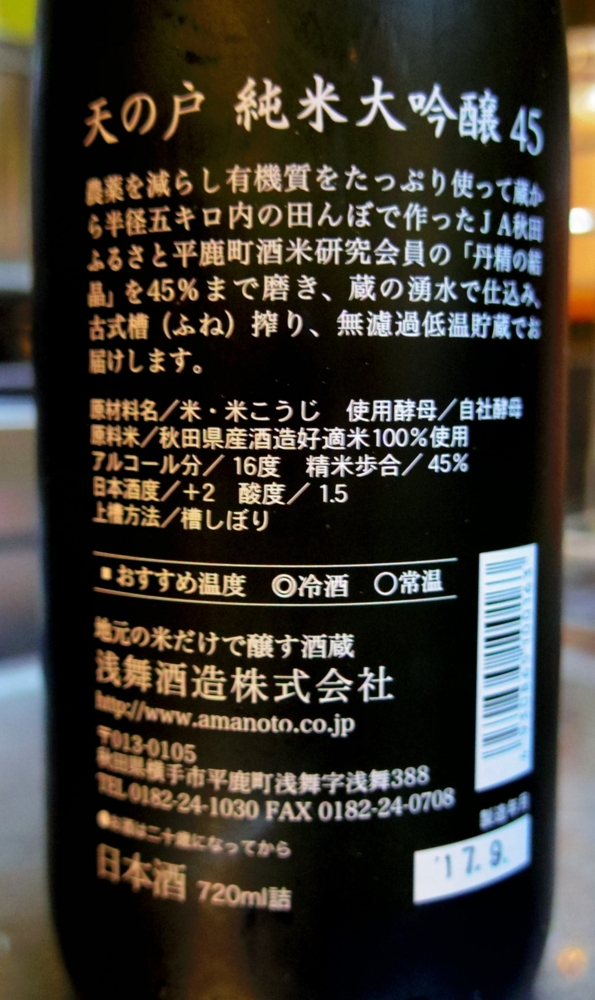 天の戸 純米大吟醸 45
農薬を減らし有機質をたっぷり使って蔵か
ら半径五キロ内の田んぼで作ったJA秋田
ふるさと平鹿町酒米研究会員の「丹精の結
晶」を45%まで磨き、蔵の湧水で仕込み、
古式槽（ふね）搾り、無濾過低温貯蔵でお
届けします。
原材料名／米・米こうじ　使用酵母／自社酵母
原料米／秋田県産酒造好適米100%使用
アルコール分／16度　精米歩合／45%
日本酒度／+2　酸度／1.5
上槽方法／槽しぼり
■おすすめ温度　◎冷酒　○常温
地元の米だけで醸す酒蔵
浅舞酒造株式会社
http://www.amanoto.co.jp
〒013-0105
秋田県横手市平鹿町浅舞字浅舞388
TEL 0182-24-1030 FAX 0182-24-0708
●お酒は二十歳になってから
日本酒 720ml詰
製造年月
'17.9.